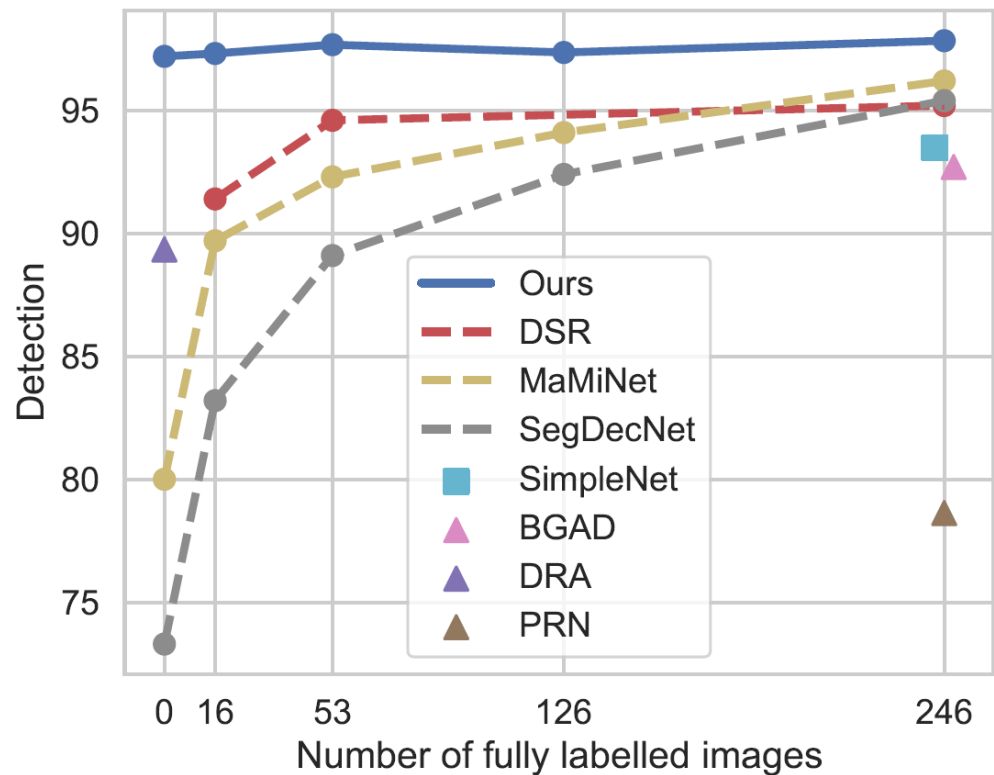 95
90
85
80
75
Detection
Ours
DSR
MaMiNet
SegDecNet
SimpleNet
BGAD
DRA
PRN
0 16 53 126 246
Number of fully labelled images